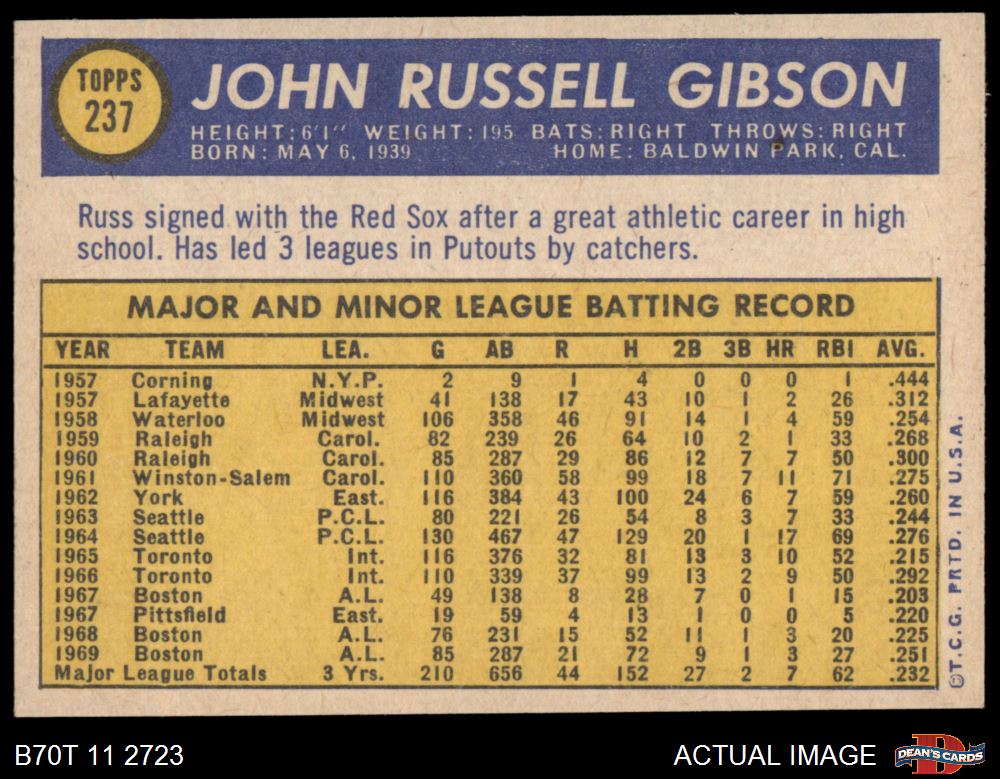 TOPPS
237
JOHN RUSSELL GIBSON
HEIGHT: 6'1" WEIGHT: 195 BATS: RIGHT THROWS: RIGHT
BORN: MAY 6, 1939 HOME: BALDWIN PARK, CAL.
Russ signed with the Red Sox after a great athletic career in high
school. Has led 3 leagues in Putouts by catchers.
MAJOR AND MINOR LEAGUE BATTING RECORD
YEAR TEAM LEA. G AB R H 2B 3B HR RBI AVG.
1957 Corning N.Y.P. 2 9 1 4 0 0 0 1 .444
1957 Lafayette Midwest 41 138 17 43 10 1 2 26 .312
1958 Waterloo Midwest 106 358 46 91 14 1 4 59 .254
1959 Raleigh Carol. 82 239 26 64 10 2 1 33 .268
1960 Raleigh Carol. 85 287 29 86 12 7 7 50 .300
1961 Winston-Salem Carol. 110 360 58 99 18 7 11 71 .275
1962 York East. 116 384 43 100 24 6 7 59 .260
1963 Seattle P.C.L. 80 221 26 54 8 3 7 33 .244
1964 Seattle P.C.L. 130 467 47 129 20 1 17 69 .276
1965 Toronto Int. 116 376 32 81 13 3 10 52 .215
1966 Toronto Int. 110 339 37 99 13 2 9 50 .292
1967 Boston A.L. 49 138 8 28 7 0 1 15 .203
1967 Pittsfield East. 19 59 4 13 1 0 0 5 .220
1968 Boston A.L. 76 231 15 52 11 1 3 20 .225
1969 Boston A.L. 85 287 21 72 9 1 3 27 .251
Major League Totals 3 Yrs. 210 656 44 152 27 2 7 62 .232
©T.C.G. PRTD. IN U.S.A.
B70T 11 2723 ACTUAL IMAGE DEAN'S CARDS